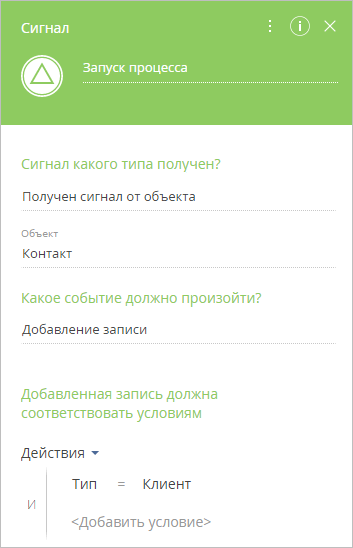 Сигнал
Запуск процесса
Сигнал какого типа получен?
Получен сигнал от объекта
Объект
Контакт
Какое событие должно произойти?
Добавление записи
Добавленная запись должна
соответствовать условиям
Действия
Тип = Клиент
И
<Добавить условие>